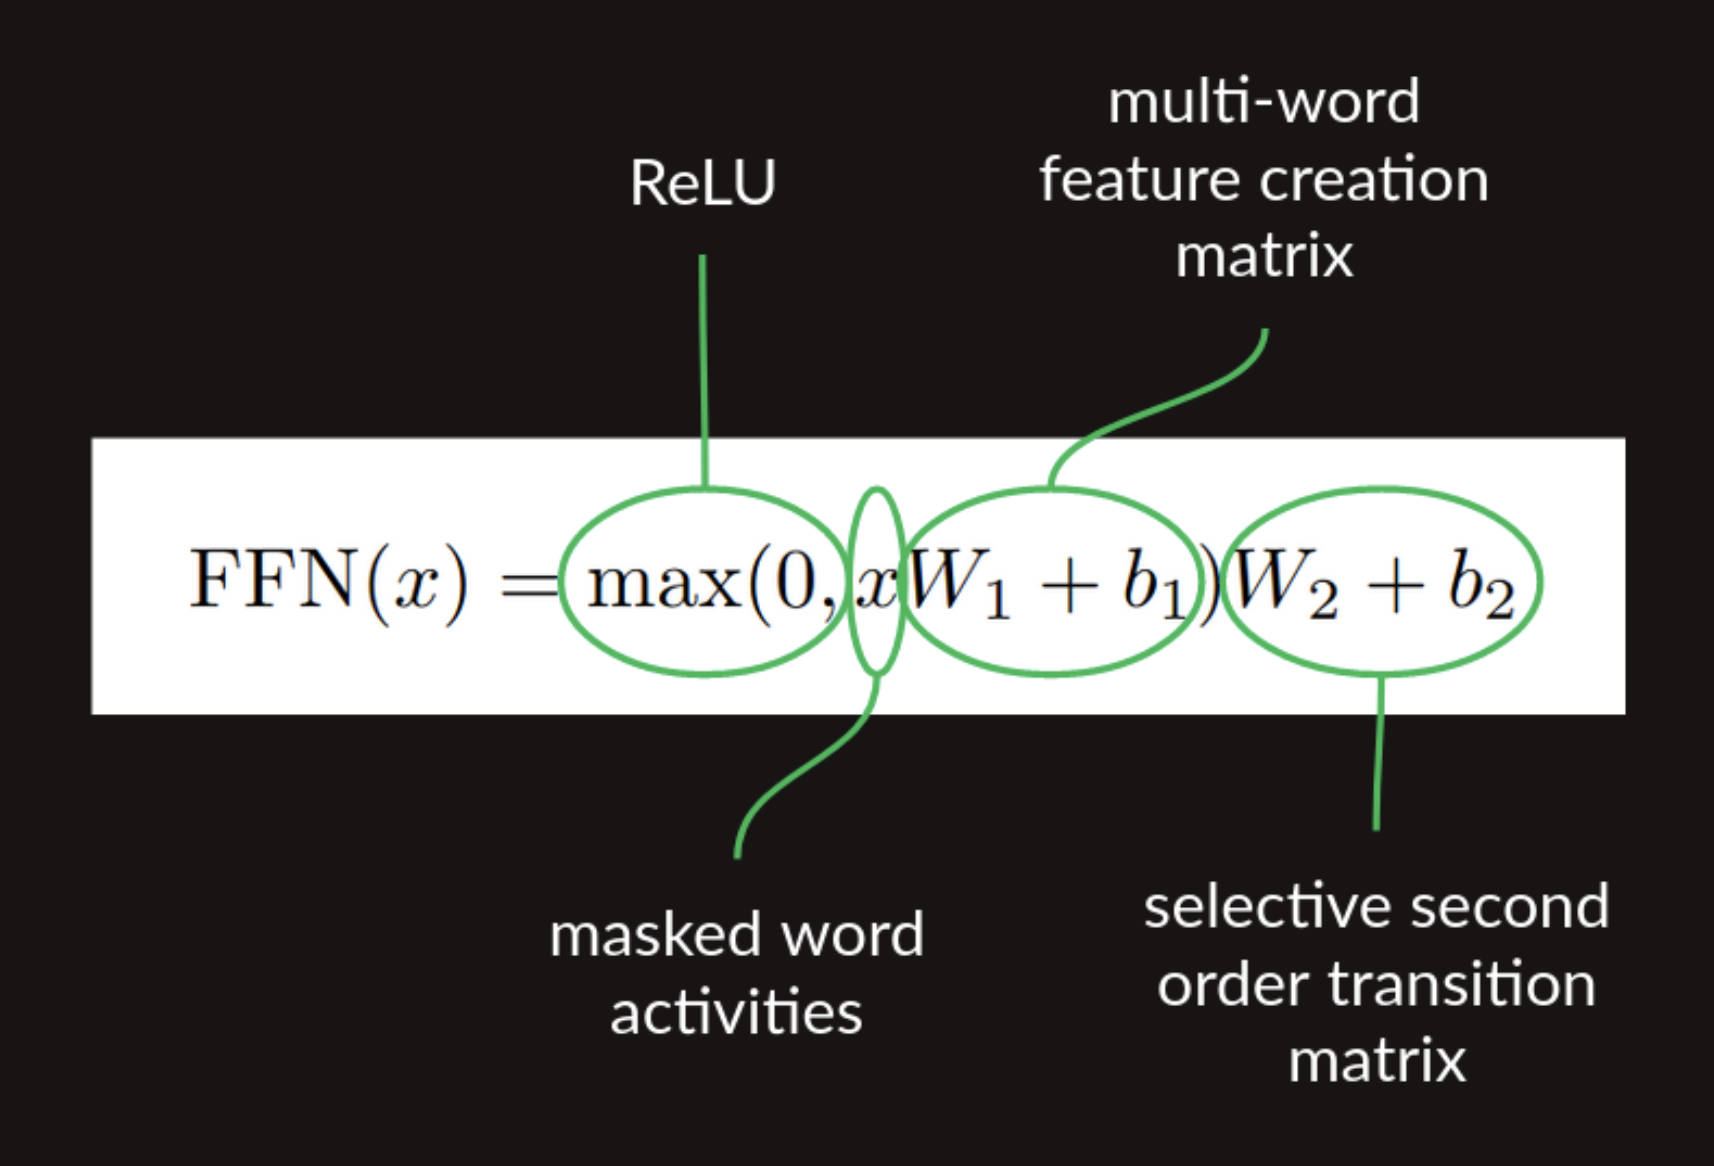 multi-word
feature creation
matrix
ReLU
FFN(x) = max(0, xW₁ + b₁)W₂ + b₂
masked word
activities
selective second
order transition
matrix